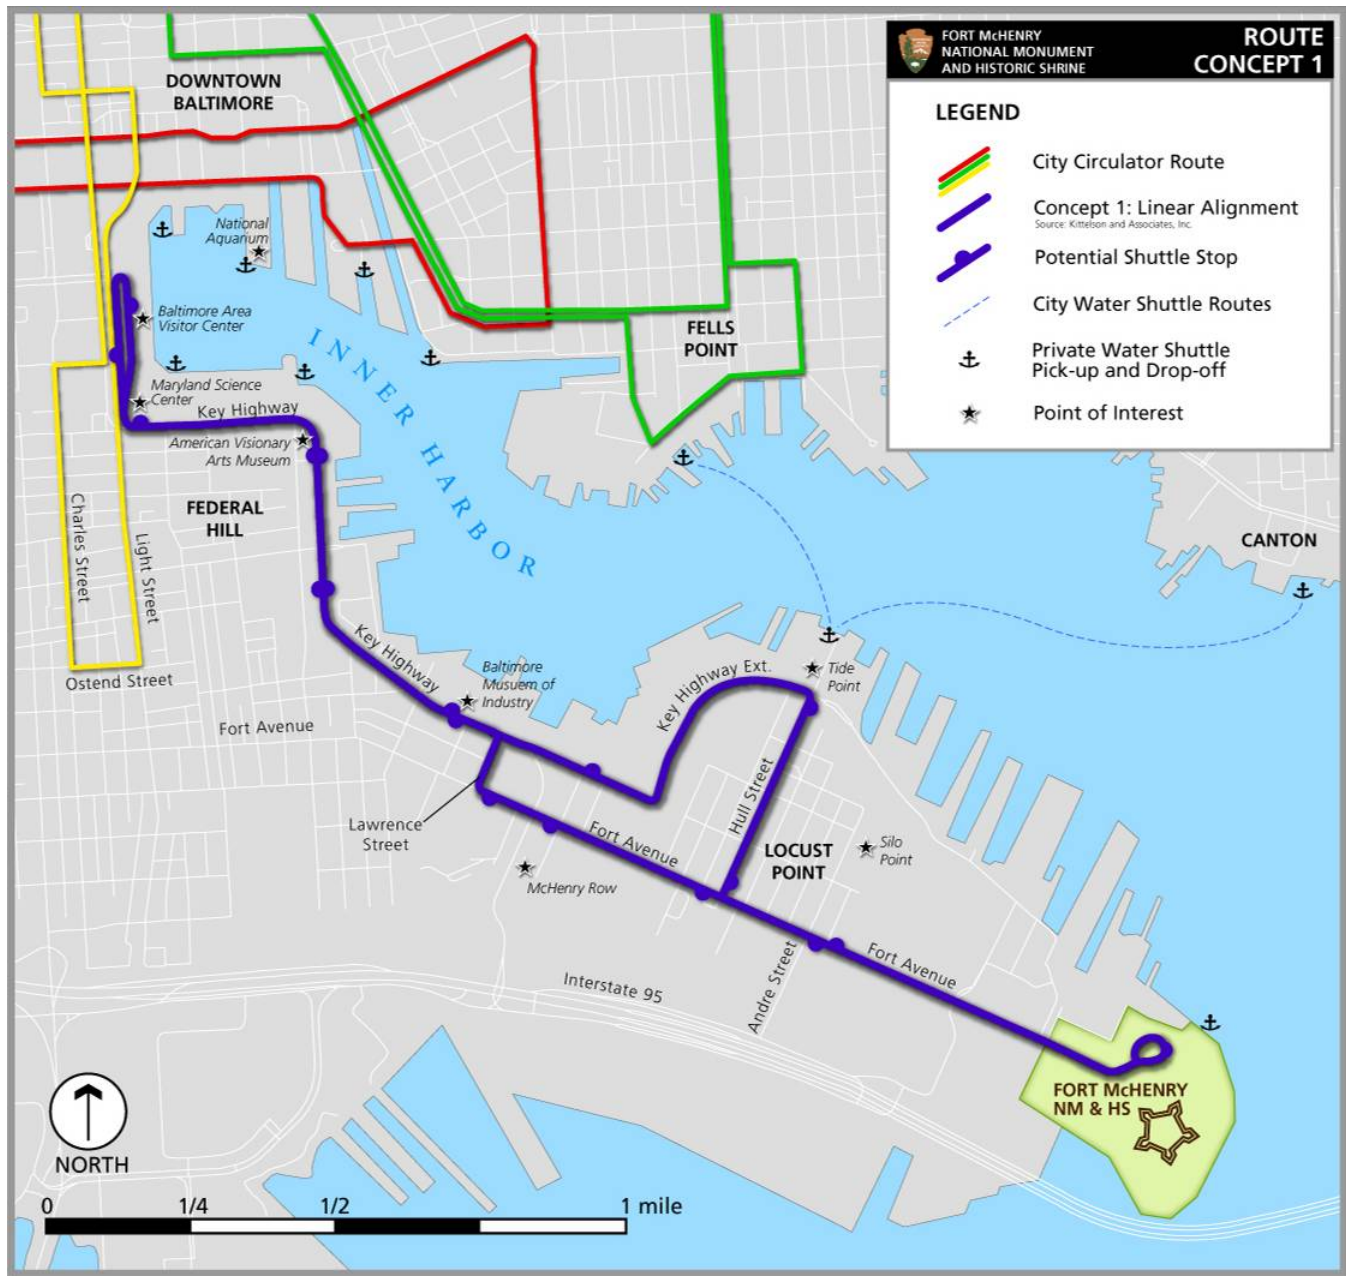 FORT McHENRY
NATIONAL MONUMENT
AND HISTORIC SHRINE
ROUTE
CONCEPT 1
LEGEND
City Circulator Route
Concept 1: Linear Alignment
Source: Kittelson and Associates, Inc.
Potential Shuttle Stop
City Water Shuttle Routes
Private Water Shuttle
Pick-up and Drop-off
Point of Interest
DOWNTOWN
BALTIMORE
National
Aquarium
Baltimore Area
Visitor Center
Maryland Science
Center
Key Highway
American Visionary
Arts Museum
INNER HARBOR
FELLS
POINT
FEDERAL
HILL
Charles Street
Light Street
CANTON
Ostend Street
Key Highway
Baltimore
Musuem of
Industry
Key Highway Ext.
Tide
Point
Fort Avenue
Lawrence
Street
Hull Street
Fort Avenue
LOCUST
POINT
Silo
Point
McHenry Row
Fort Avenue
Andre Street
Interstate 95
FORT McHENRY
NM & HS
NORTH
0 1/4 1/2 1 mile